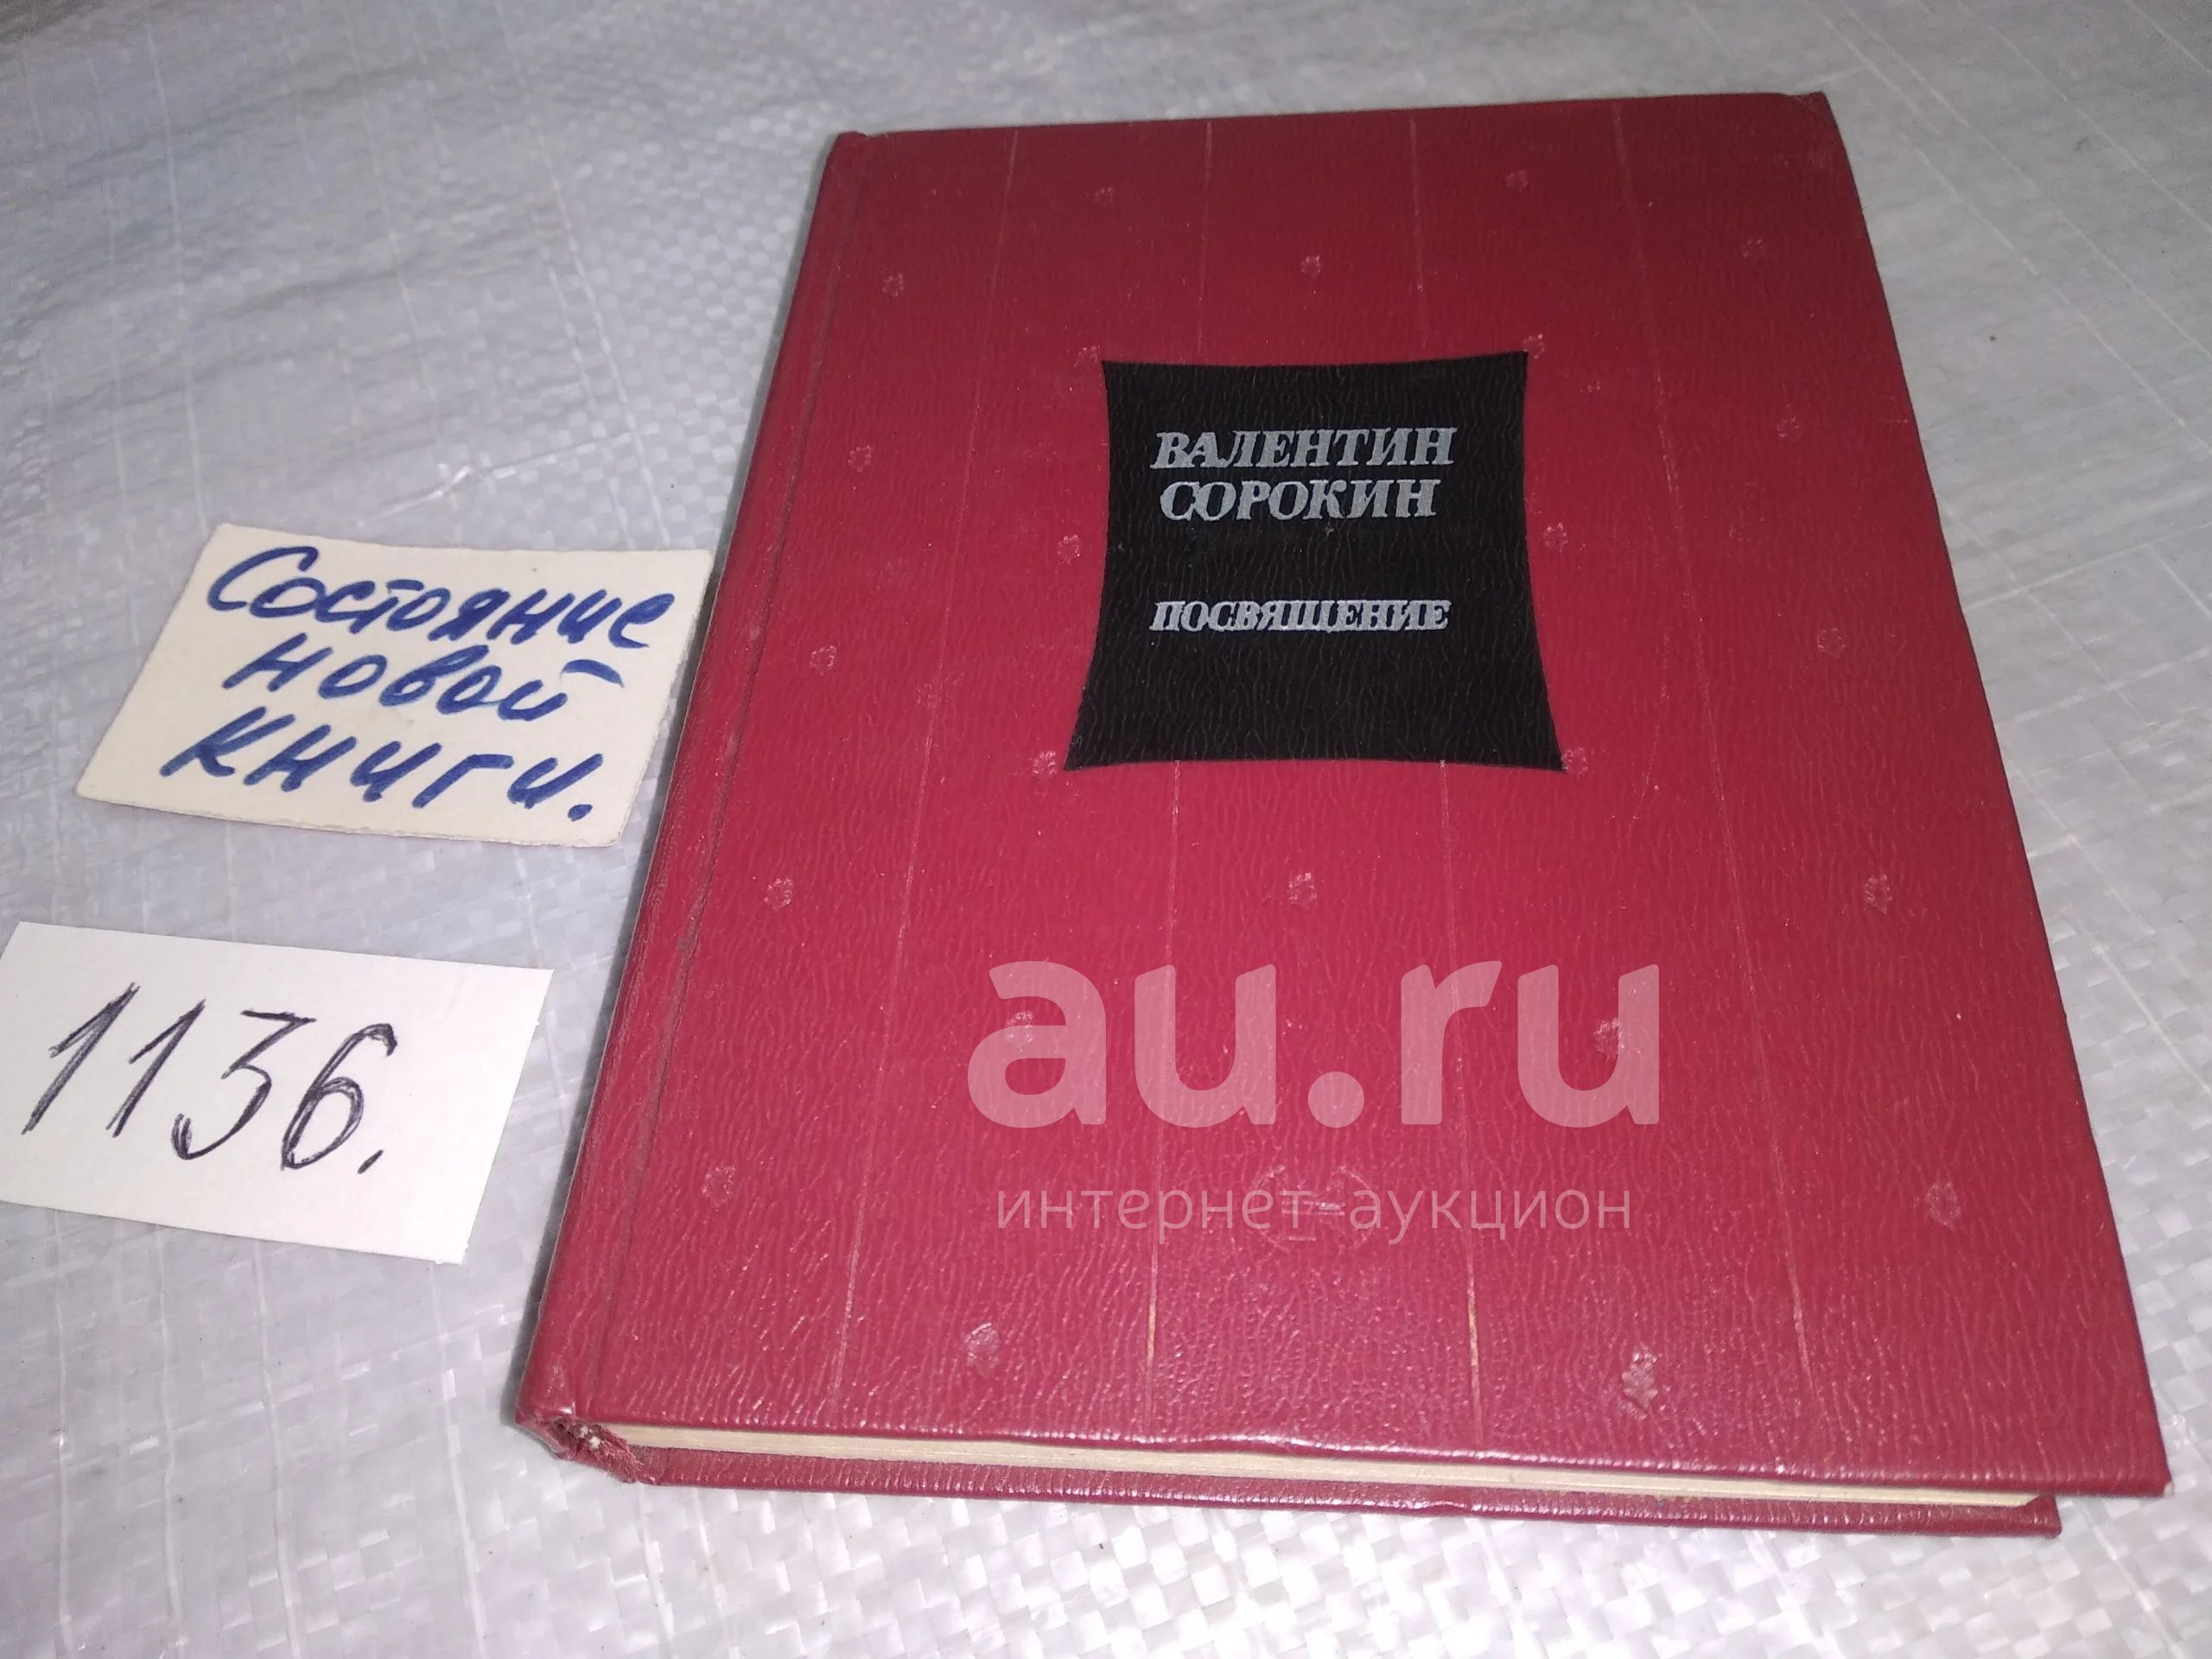 ВАЛЕНТИН
СОРОКИН
ПОСВЯЩЕНИЕ
Состояние
новой
книги.
1136.
au.ru
интернет-аукцион